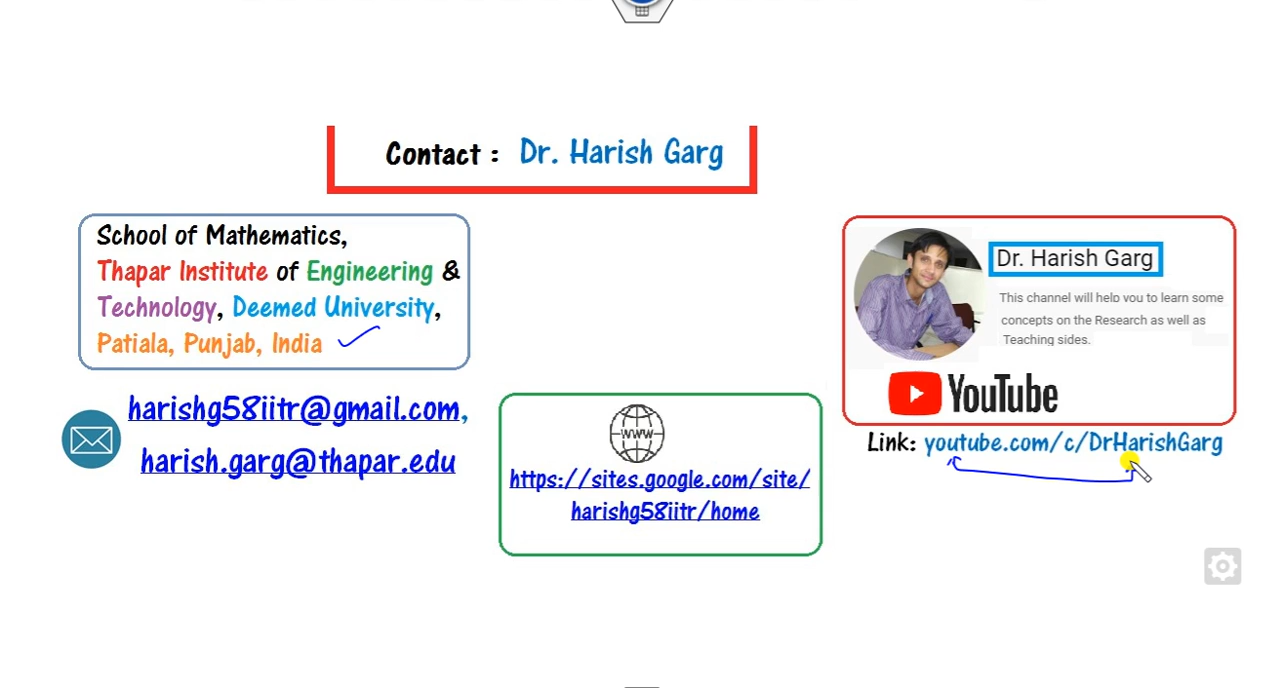 Contact : Dr. Harish Garg
School of Mathematics,
Thapar Institute of Engineering &
Technology, Deemed University,
Patiala, Punjab, India
harishg58iitr@gmail.com,
harish.garg@thapar.edu
WWW
https://sites.google.com/site/
harishg58iitr/home
Dr. Harish Garg
This channel will help you to learn some
concepts on the Research as well as
Teaching sides.
YouTube
Link: youtube.com/c/DrHarishGarg